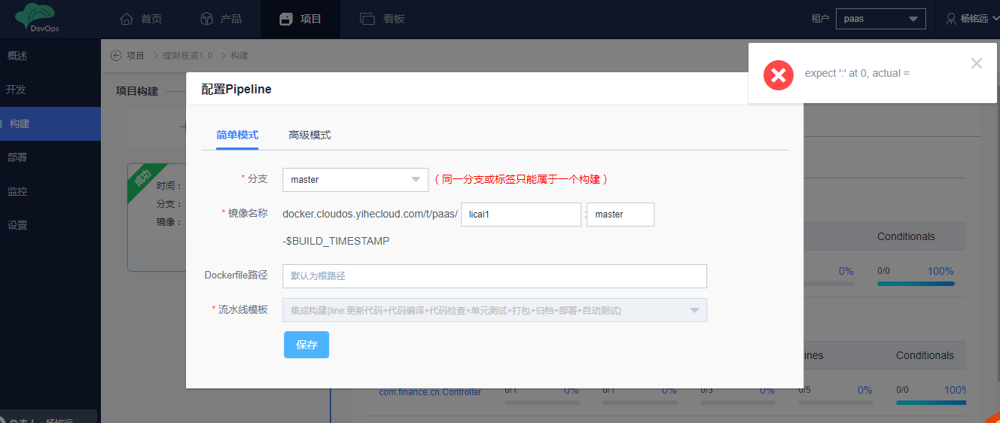 DevOps
首页
产品
项目
看板
租户
paas
杨铭远
概述
开发
构建
部署
监控
设置
负责人：杨铭远
项目 > 理财投资1.0 > 构建
expect ':' at 0, actual =
项目构建
成功
时间：
分支：
镜像：
配置Pipeline
简单模式
高级模式
* 分支
master
（同一分支或标签只能属于一个构建）
* 镜像名称
docker.cloudos.yihecloud.com/t/paas/
licai1
:
master
-$BUILD_TIMESTAMP
Dockerfile路径
默认为根路径
* 流水线模板
集成构建{line:更新代码+代码编译+代码检查+单元测试+打包+归档+部署+自动测试}
保存
Conditionals
0%
0/0
100%
Conditionals
com.finance.cn.Controller
0/1
0%
0/1
0%
0/3
0%
0/5
0%
0/0
100%